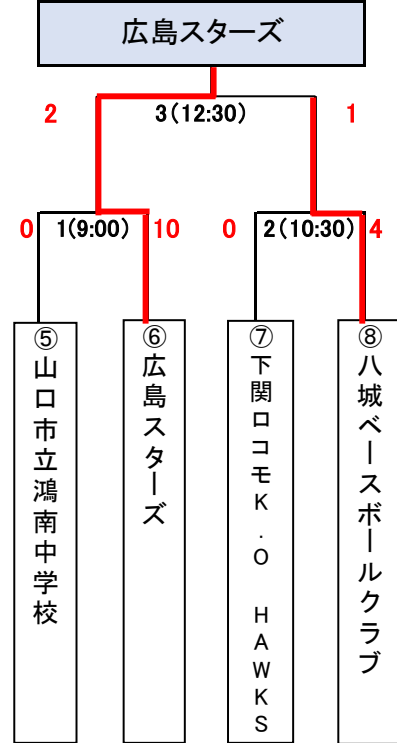 広島スターズ
2
3(12:30)
1
0
1(9:00)
10
0
2(10:30)
4
⑤山口市立鴻南中学校
⑥広島スターズ
⑦下関ロコモK.O HAWKS
⑧八城ベースボールクラブ